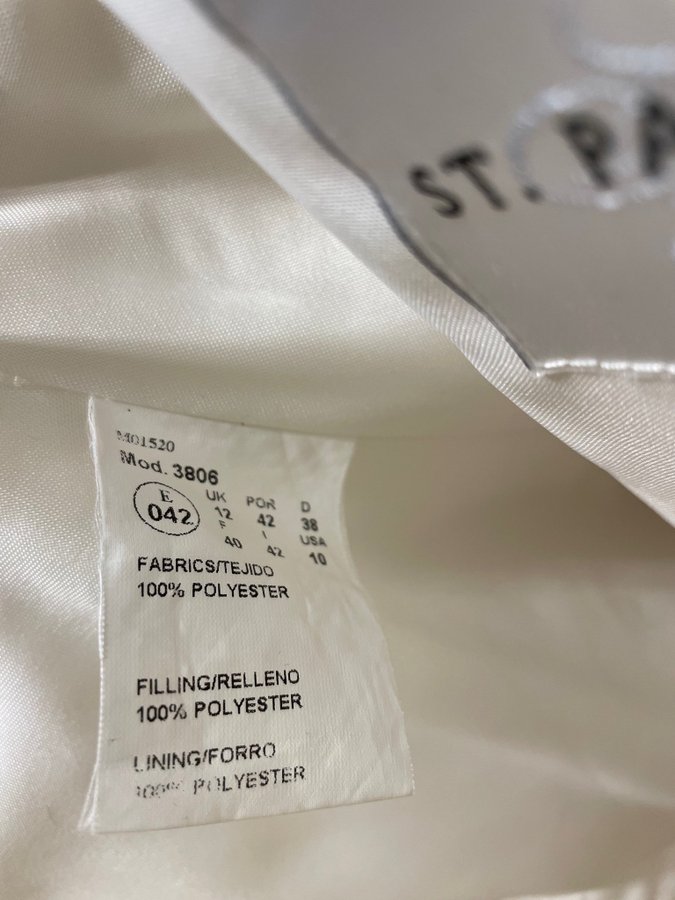 ST. PA
M01520
Mod. 3806
E UK POR D
042 12 42 38
F I USA
40 42 10
FABRICS/TEJIDO
100% POLYESTER
FILLING/RELLENO
100% POLYESTER
LINING/FORRO
100% POLYESTER